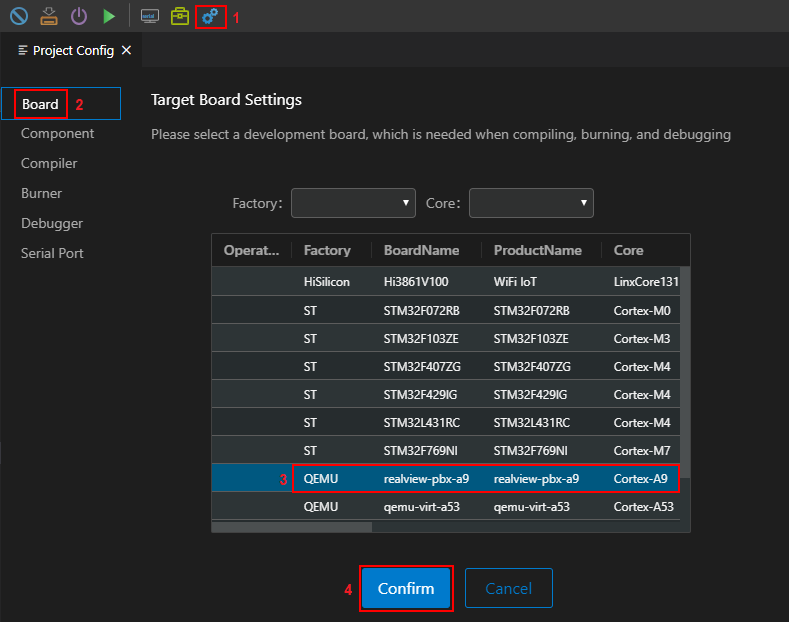 1
Project Config
Board 2
Component
Compiler
Burner
Debugger
Serial Port
Target Board Settings
Please select a development board, which is needed when compiling, burning, and debugging
Factory: Core:
Operat... Factory BoardName ProductName Core
HiSilicon Hi3861V100 WiFi IoT LinxCore131
ST STM32F072RB STM32F072RB Cortex-M0
ST STM32F103ZE STM32F103ZE Cortex-M3
ST STM32F407ZG STM32F407ZG Cortex-M4
ST STM32F429IG STM32F429IG Cortex-M4
ST STM32L431RC STM32L431RC Cortex-M4
ST STM32F769NI STM32F769NI Cortex-M7
3 QEMU realview-pbx-a9 realview-pbx-a9 Cortex-A9
QEMU qemu-virt-a53 qemu-virt-a53 Cortex-A53
4 Confirm Cancel